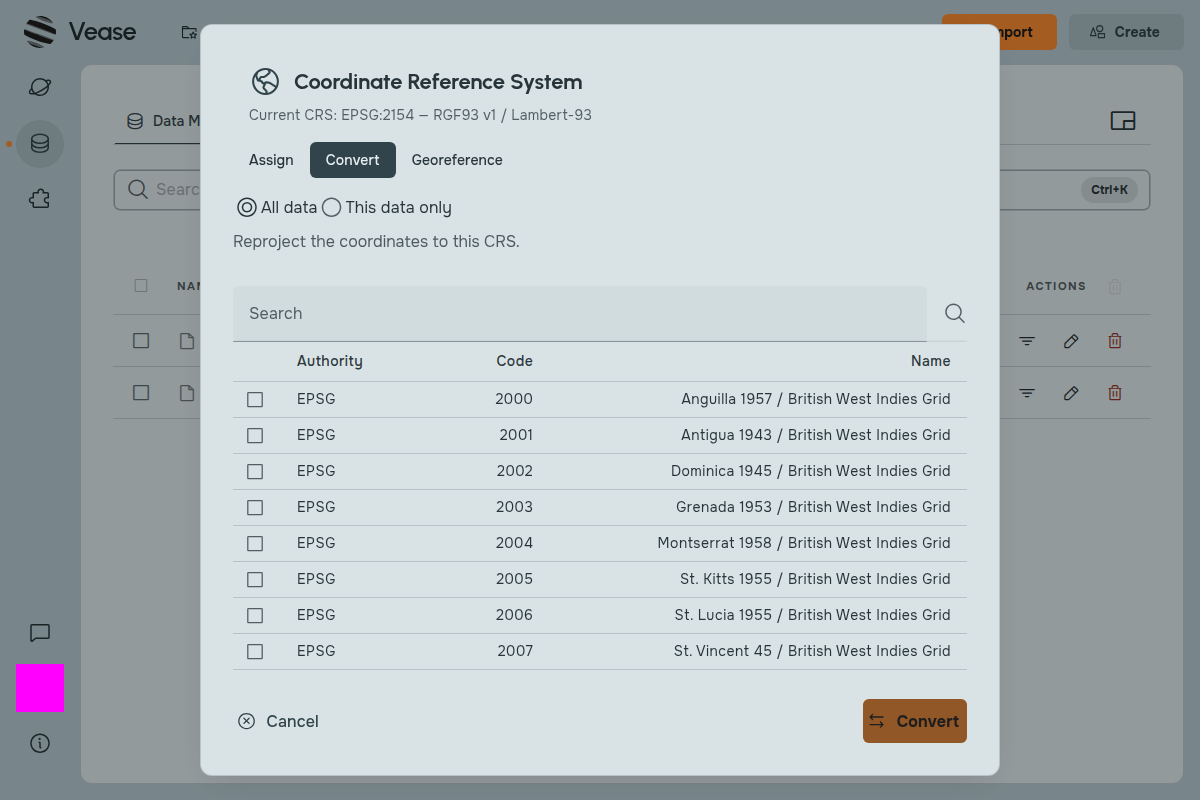 Vease
Import
Create
Coordinate Reference System
Current CRS: EPSG:2154 — RGF93 v1 / Lambert-93
Data M
Assign
Convert
Georeference
Searc
Ctrl+K
All data
This data only
Reproject the coordinates to this CRS.
NAM
ACTIONS
Search
Authority Code Name
EPSG 2000 Anguilla 1957 / British West Indies Grid
EPSG 2001 Antigua 1943 / British West Indies Grid
EPSG 2002 Dominica 1945 / British West Indies Grid
EPSG 2003 Grenada 1953 / British West Indies Grid
EPSG 2004 Montserrat 1958 / British West Indies Grid
EPSG 2005 St. Kitts 1955 / British West Indies Grid
EPSG 2006 St. Lucia 1955 / British West Indies Grid
EPSG 2007 St. Vincent 45 / British West Indies Grid
Cancel
Convert